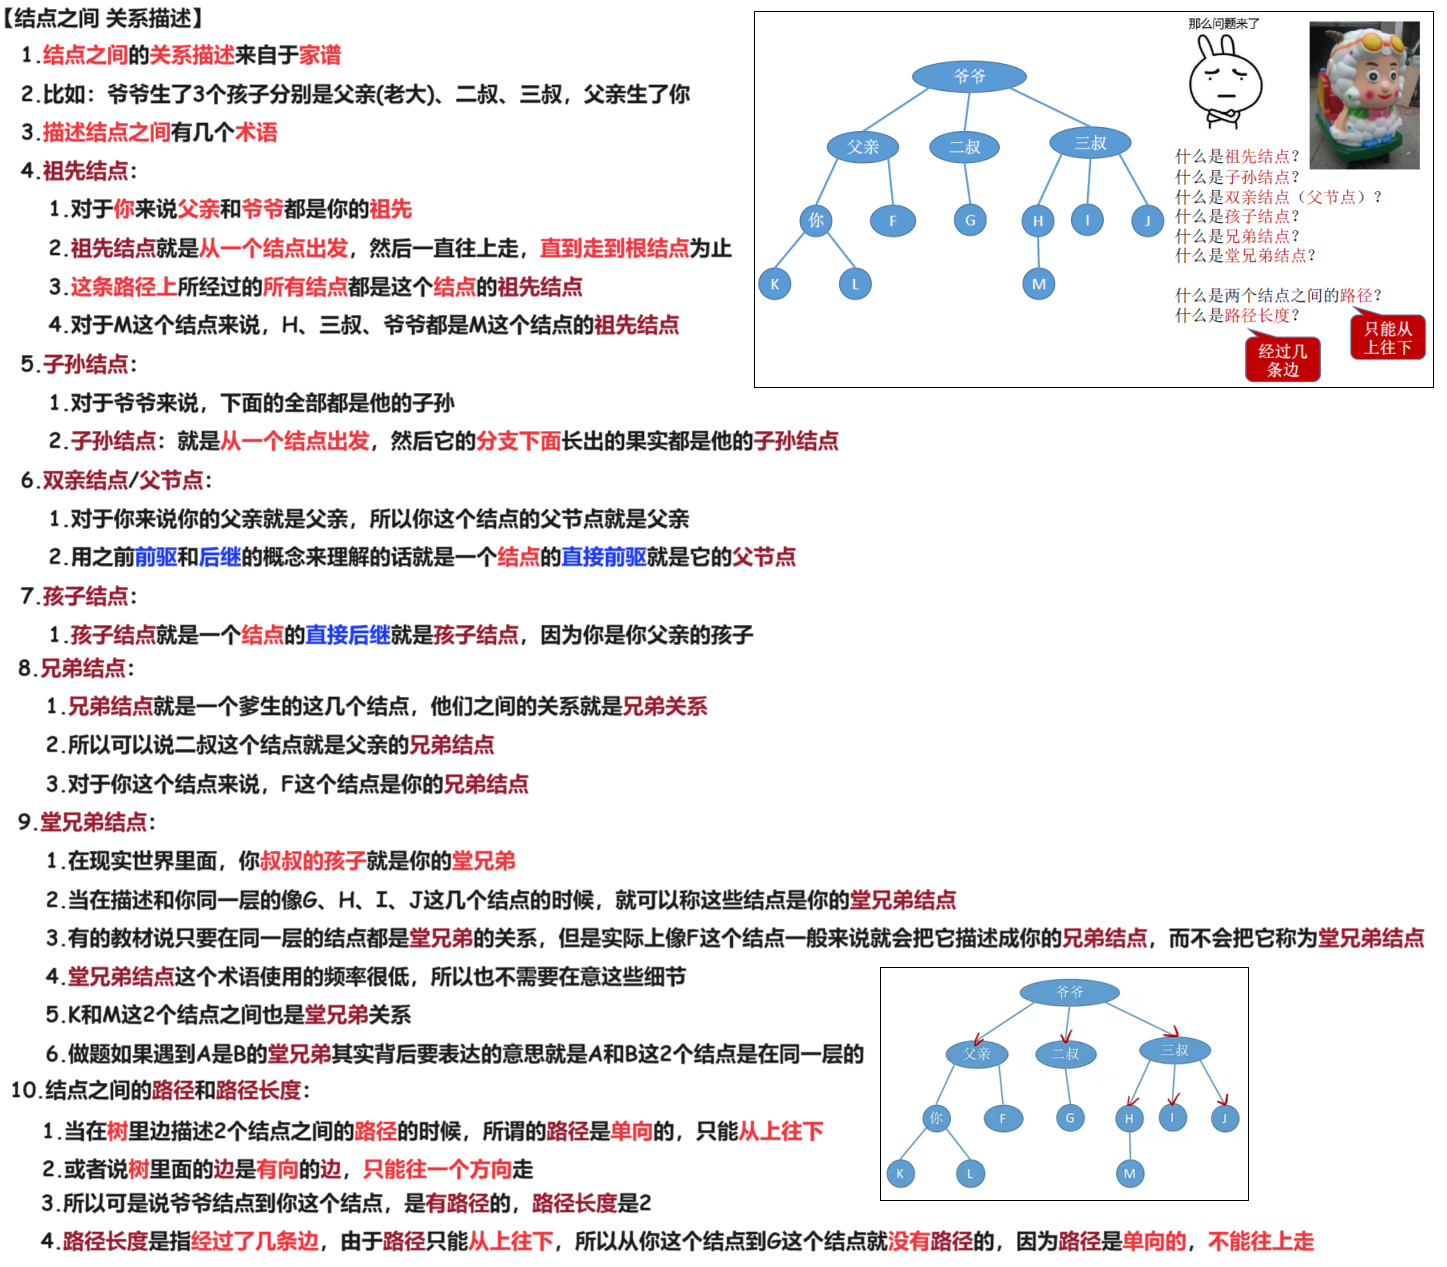 【结点之间 关系描述】
1.结点之间的关系描述来自于家谱
2.比如：爷爷生了3个孩子分别是父亲(老大)、二叔、三叔，父亲生了你
3.描述结点之间有几个术语
4.祖先结点：
1.对于你来说父亲和爷爷都是你的祖先
2.祖先结点就是从一个结点出发，然后一直往上走，直到走到根结点为止
3.这条路径上所经过的所有结点都是这个结点的祖先结点
4.对于M这个结点来说，H、三叔、爷爷都是M这个结点的祖先结点
5.子孙结点：
1.对于爷爷来说，下面的全部都是他的子孙
2.子孙结点：就是从一个结点出发，然后它的分支下面长出的果实都是他的子孙结点
6.双亲结点/父节点：
1.对于你来说你的父亲就是父亲，所以你这个结点的父节点就是父亲
2.用之前前驱和后继的概念来理解的话就是一个结点的直接前驱就是它的父节点
7.孩子结点：
1.孩子结点就是一个结点的直接后继就是孩子结点，因为你是你父亲的孩子
8.兄弟结点：
1.兄弟结点就是一个爹生的这几个结点，他们之间的关系就是兄弟关系
2.所以可以说二叔这个结点就是父亲的兄弟结点
3.对于你这个结点来说，F这个结点是你的兄弟结点
9.堂兄弟结点：
1.在现实世界里面，你叔叔的孩子就是你的堂兄弟
2.当在描述和你同一层的像G、H、I、J这几个结点的时候，就可以称这些结点是你的堂兄弟结点
3.有的教材说只要在同一层的结点都是堂兄弟的关系，但是实际上像F这个结点一般来说就会把它描述成你的兄弟结点，而不会把它称为堂兄弟结点
4.堂兄弟结点这个术语使用的频率很低，所以也不需要在意这些细节
5.K和M这2个结点之间也是堂兄弟关系
6.做题如果遇到A是B的堂兄弟其实背后要表达的意思就是A和B这2个结点是在同一层的
10.结点之间的路径和路径长度：
1.当在树里边描述2个结点之间的路径的时候，所谓的路径是单向的，只能从上往下
2.或者说树里面的边是有向的边，只能往一个方向走
3.所以可是说爷爷结点到你这个结点，是有路径的，路径长度是2
4.路径长度是指经过了几条边，由于路径只能从上往下，所以从你这个结点到G这个结点就没有路径的，因为路径是单向的，不能往上走
那么问题来了
爷爷
父亲 二叔 三叔
你 F G H I J
K L M
什么是祖先结点？
什么是子孙结点？
什么是双亲结点（父节点）？
什么是孩子结点？
什么是兄弟结点？
什么是堂兄弟结点？
什么是两个结点之间的路径？
什么是路径长度？
只能从
上往下
经过几
条边
爷爷
父亲 二叔 三叔
你 F G H I J
K L M